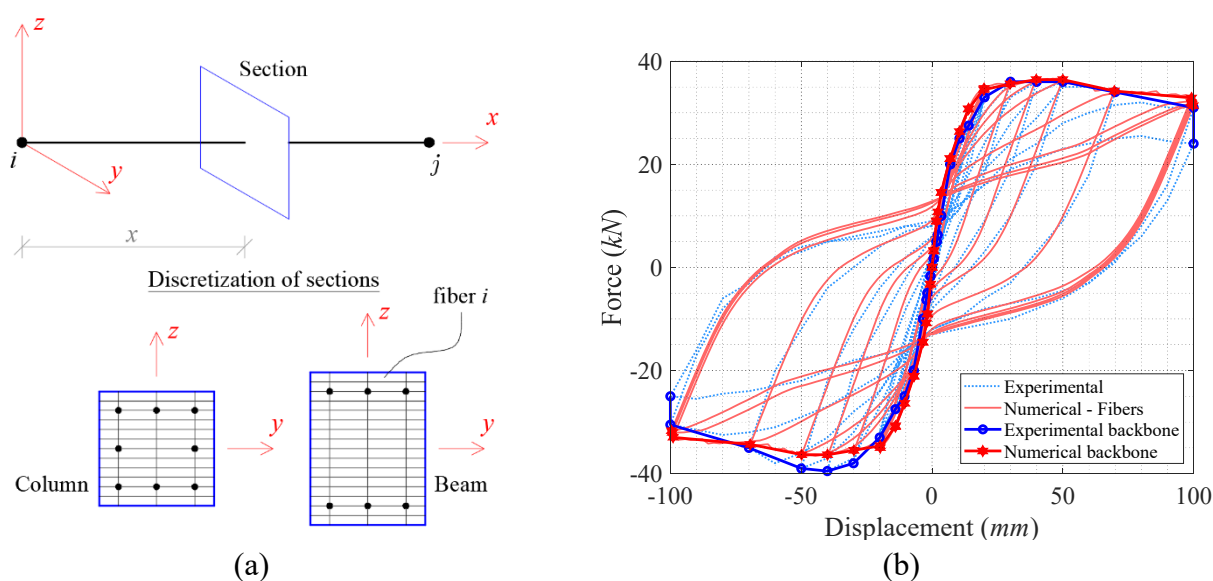 z
Section
x
i
j
y
x
Discretization of sections
fiber i
z
z
y
y
Column
Beam
(a)
40
20
0
-20
-40
Force (kN)
Experimental
Numerical - Fibers
Experimental backbone
Numerical backbone
-100
-50
0
50
100
Displacement (mm)
(b)